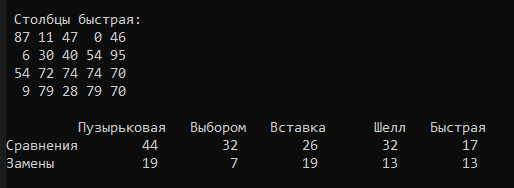 Столбцы быстрая:
87 11 47  0 46
 6 30 40 54 95
54 72 74 74 70
 9 79 28 79 70
Пузырьковая Выбором Вставка Шелл Быстрая
Сравнения 44 32 26 32 17
Замены 19 7 19 13 13